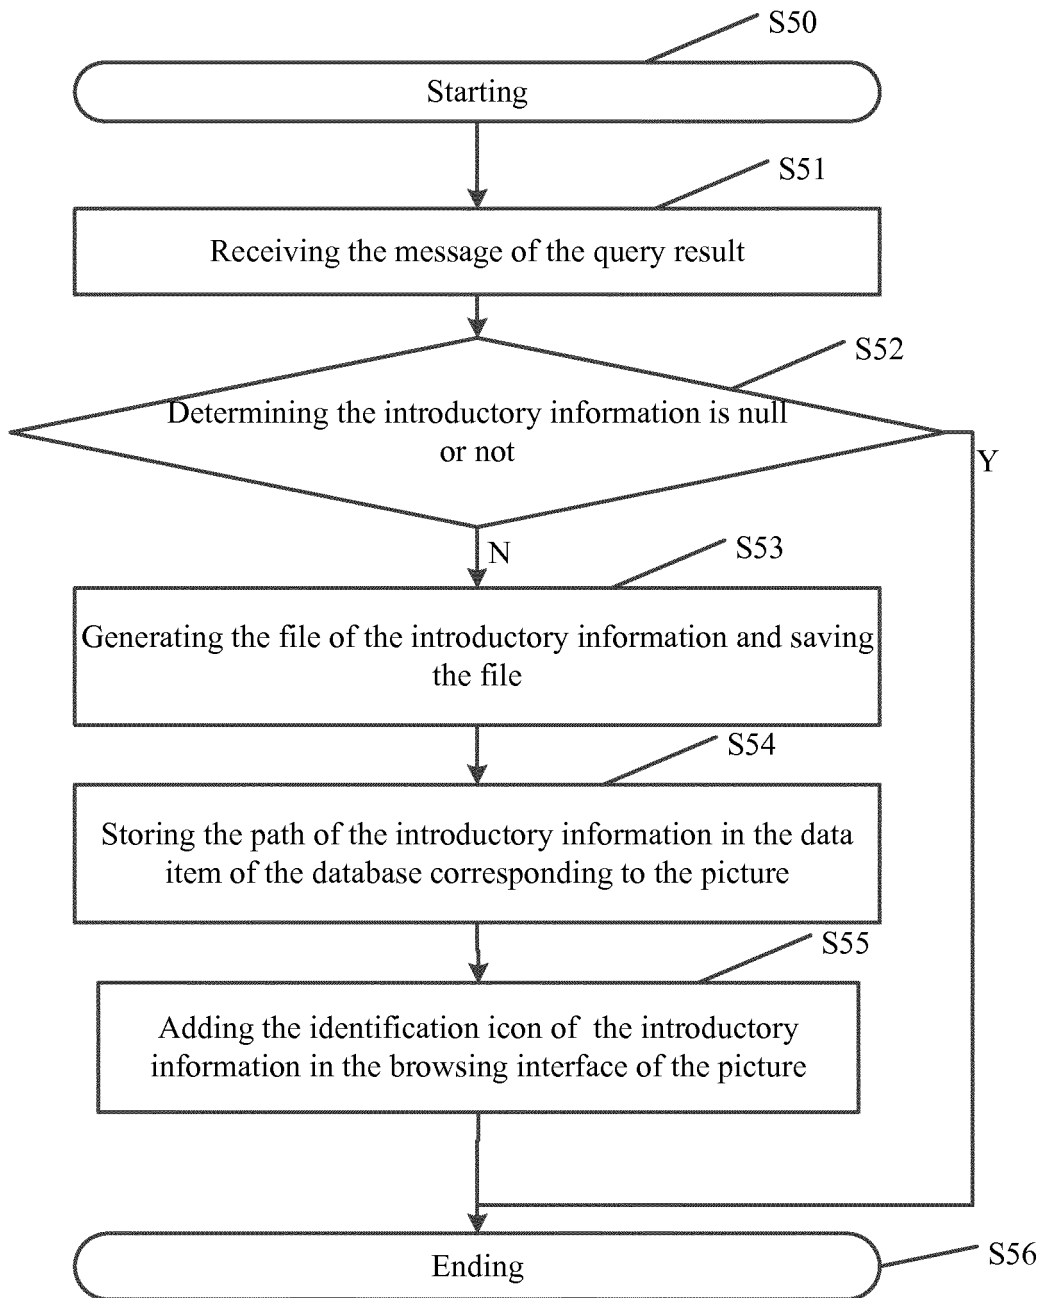 S50
Starting
S51
Receiving the message of the query result
S52
Determining the introductory information is null
or not
Y
N
S53
Generating the file of the introductory information and saving
the file
S54
Storing the path of the introductory information in the data
item of the database corresponding to the picture
S55
Adding the identification icon of the introductory
information in the browsing interface of the picture
Ending
S56